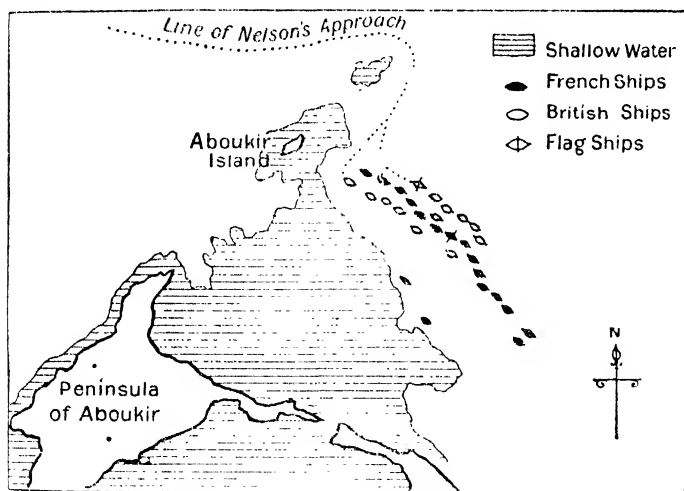 Line of Nelson's Approach
Shallow Water
French Ships
British Ships
Flag Ships
Aboukir
Island
N
Peninsula
of Aboukir